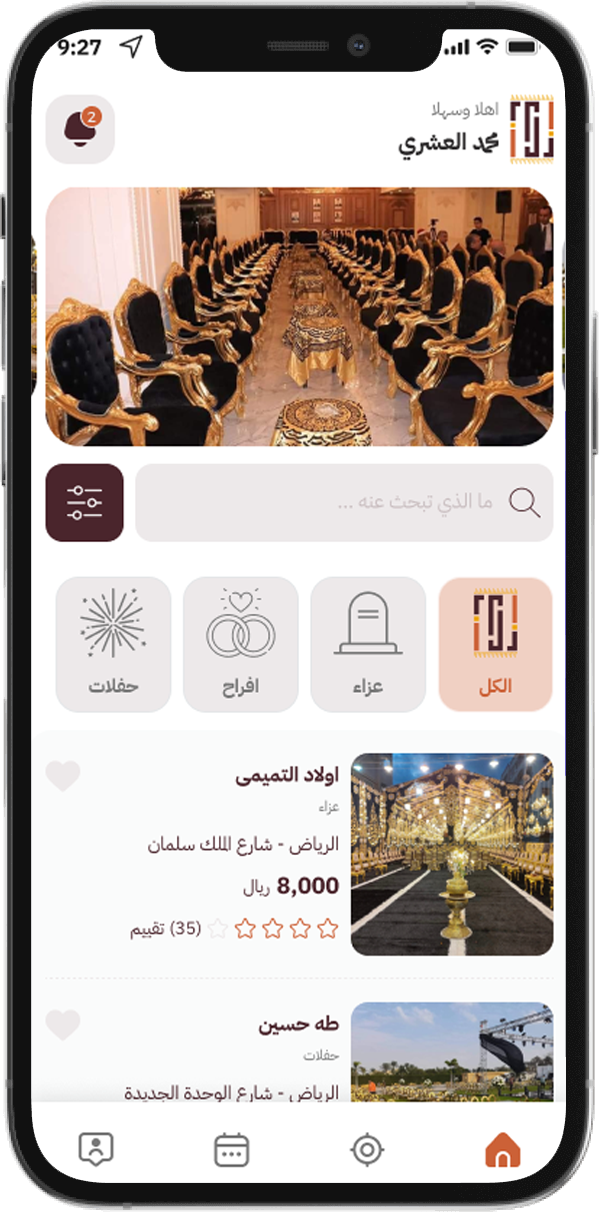 9:27
اهلا وسهلا
محمد العشري
2
ما الذي تبحث عنه ...
الكل
عزاء
افراح
حفلات
اولاد التميمى
عزاء
الرياض - شارع الملك سلمان
8,000 ريال
(35) تقييم
طه حسين
حفلات
الرياض - شارع الوحدة الجديدة